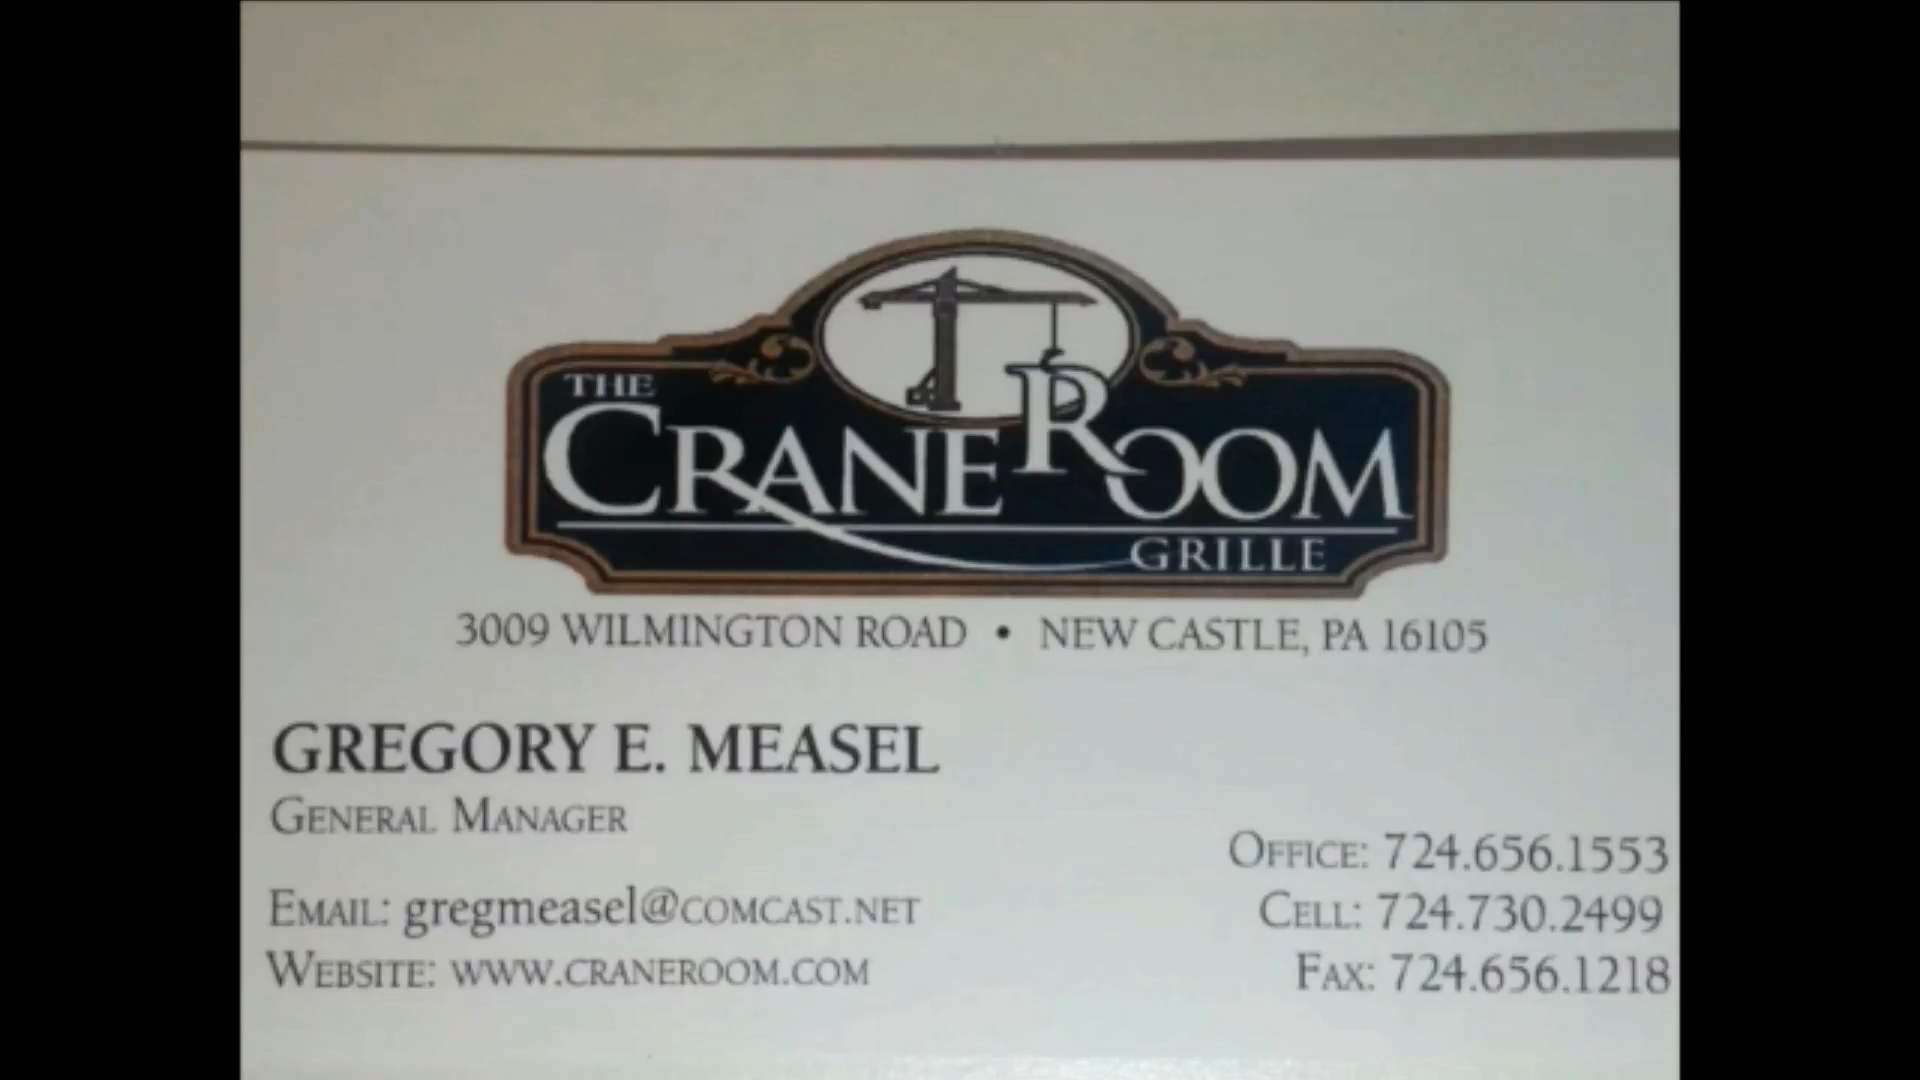 THE
CRANE ROOM
GRILLE
3009 WILMINGTON ROAD • NEW CASTLE, PA 16105
GREGORY E. MEASEL
GENERAL MANAGER
OFFICE: 724.656.1553
EMAIL: gregmeasel@COMCAST.NET
CELL: 724.730.2499
WEBSITE: WWW.CRANEROOM.COM
FAX: 724.656.1218